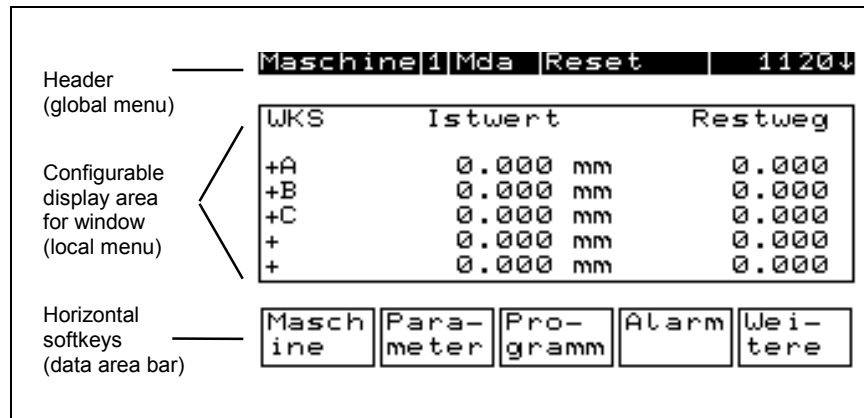 Header
(global menu)
Maschine|1|Mda |Reset | 1120↓
Configurable
display area
for window
(local menu)
WKS Istwert Restweg
+A 0.000 mm 0.000
+B 0.000 mm 0.000
+C 0.000 mm 0.000
+ 0.000 mm 0.000
+ 0.000 mm 0.000
Horizontal
softkeys
(data area bar)
Masch
ine
Para-
meter
Pro-
gramm
Alarm
Wei-
tere